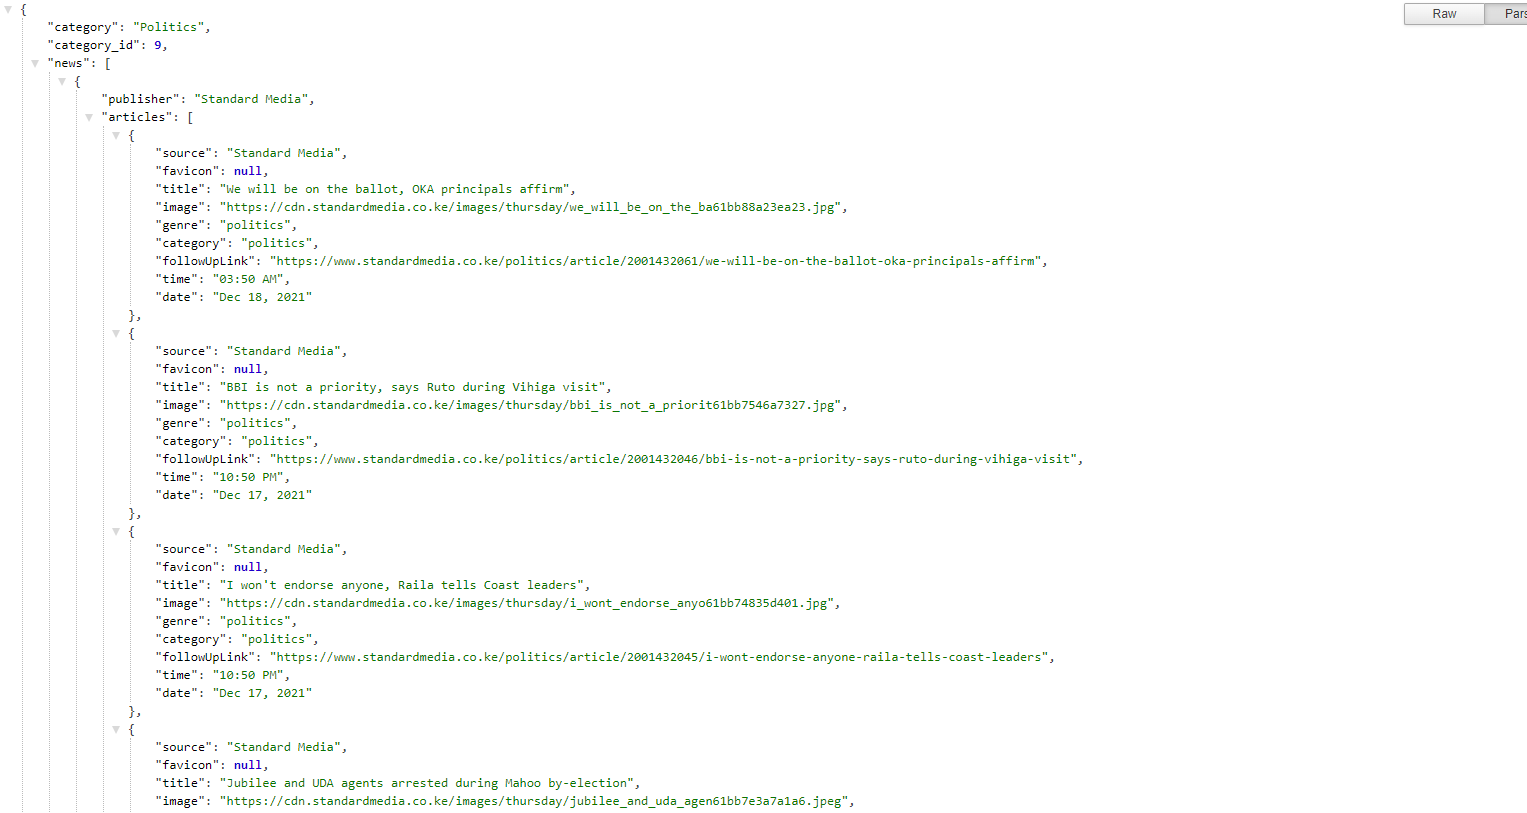 {
Raw
Pars
"category": "Politics",
"category_id": 9,
"news": [
{
"publisher": "Standard Media",
"articles": [
{
"source": "Standard Media",
"favicon": null,
"title": "We will be on the ballot, OKA principals affirm",
"image": "https://cdn.standardmedia.co.ke/images/thursday/we_will_be_on_the_ba61bb88a23ea23.jpg",
"genre": "politics",
"category": "politics",
"followUpLink": "https://www.standardmedia.co.ke/politics/article/2001432061/we-will-be-on-the-ballot-oka-principals-affirm",
"time": "03:50 AM",
"date": "Dec 18, 2021"
},
{
"source": "Standard Media",
"favicon": null,
"title": "BBI is not a priority, says Ruto during Vihiga visit",
"image": "https://cdn.standardmedia.co.ke/images/thursday/bbi_is_not_a_priorit61bb7546a7327.jpg",
"genre": "politics",
"category": "politics",
"followUpLink": "https://www.standardmedia.co.ke/politics/article/2001432046/bbi-is-not-a-priority-says-ruto-during-vihiga-visit",
"time": "10:50 PM",
"date": "Dec 17, 2021"
},
{
"source": "Standard Media",
"favicon": null,
"title": "I won't endorse anyone, Raila tells Coast leaders",
"image": "https://cdn.standardmedia.co.ke/images/thursday/i_wont_endorse_anyo61bb74835d401.jpg",
"genre": "politics",
"category": "politics",
"followUpLink": "https://www.standardmedia.co.ke/politics/article/2001432045/i-wont-endorse-anyone-raila-tells-coast-leaders",
"time": "10:50 PM",
"date": "Dec 17, 2021"
},
{
"source": "Standard Media",
"favicon": null,
"title": "Jubilee and UDA agents arrested during Mahoo by-election",
"image": "https://cdn.standardmedia.co.ke/images/thursday/jubilee_and_uda_agen61bb7e3a7a1a6.jpeg",